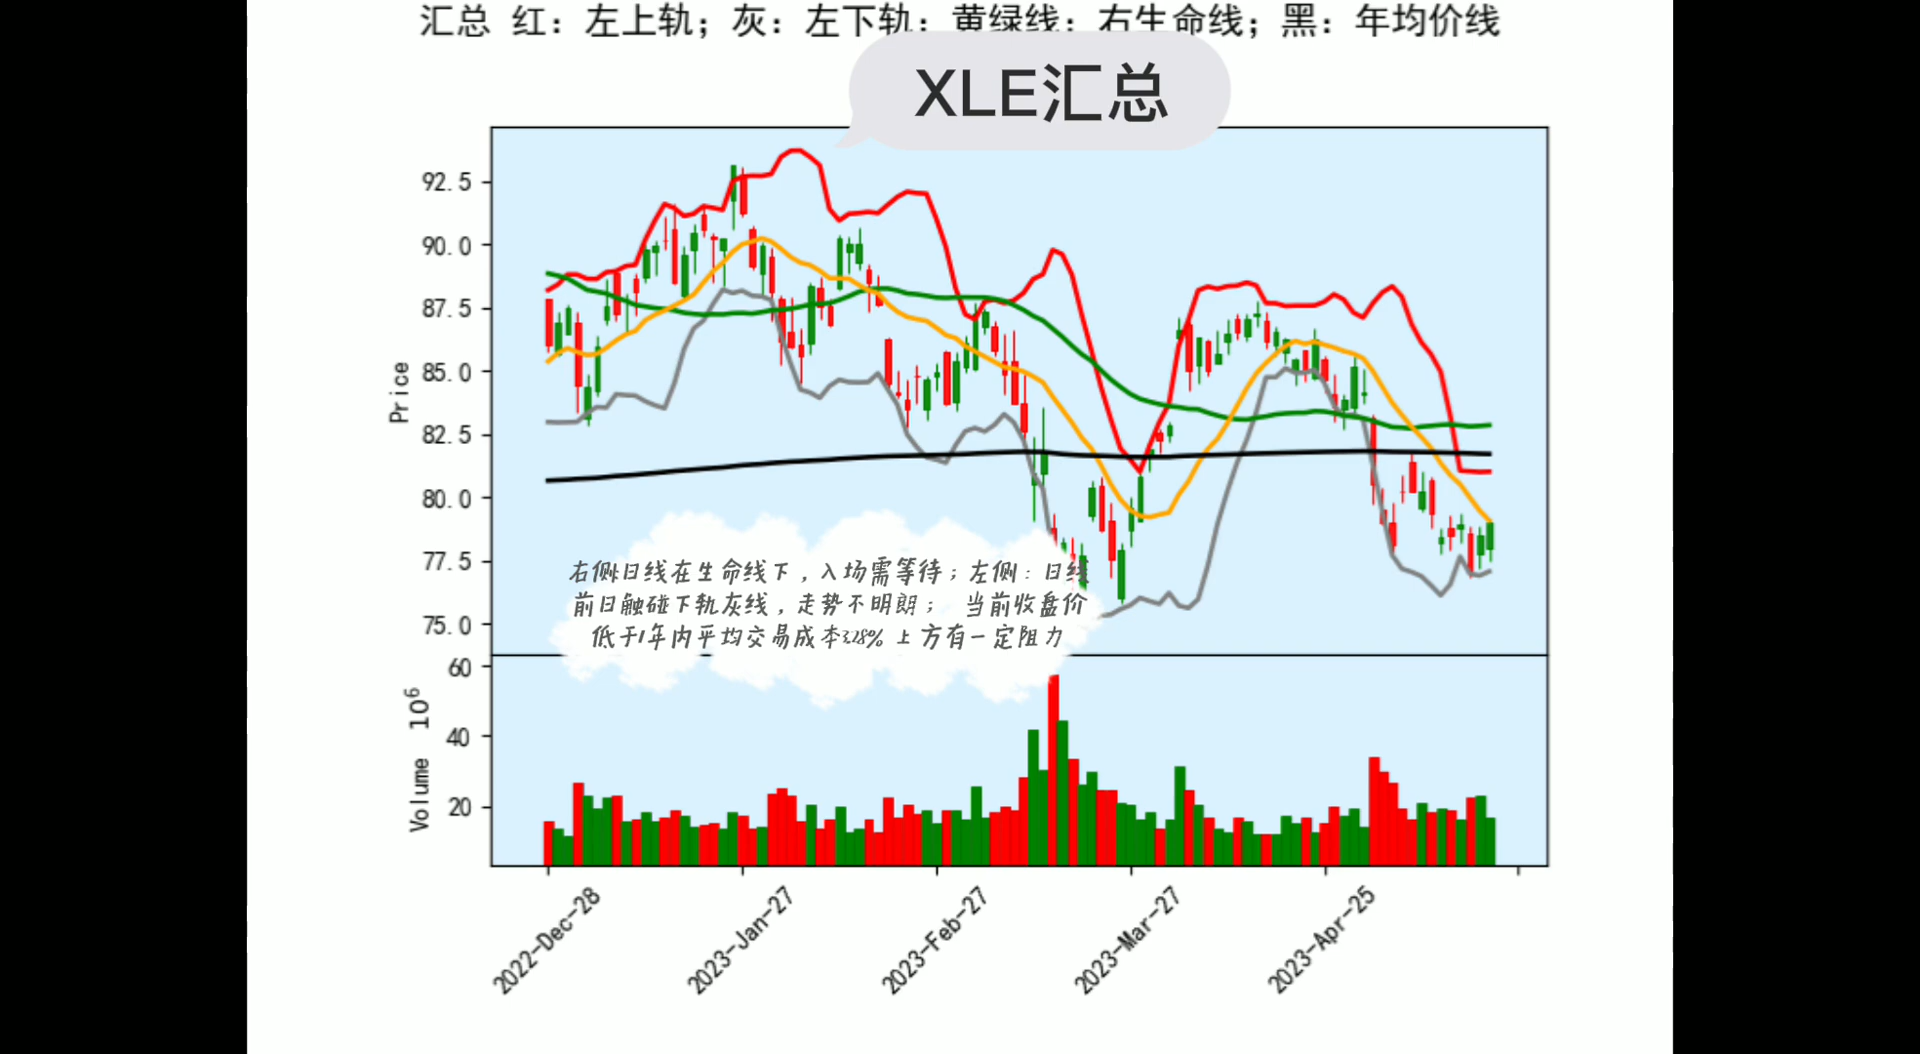 汇总 红：左上轨；灰：左下轨：黄绿线：右生命线；黑：年均价线
XLE汇总
92.5
90.0
87.5
85.0
82.5
80.0
77.5
75.0
Price
右侧:日线在生命线下，入场需等待；左侧：日线
前日触碰下轨灰线，走势不明朗； 当前收盘价
低于1年内平均交易成本3.28% 上方有一定阻力
60
40
20
Volume 10⁶
2022-Dec-28
2023-Jan-27
2023-Feb-27
2023-Mar-27
2023-Apr-25